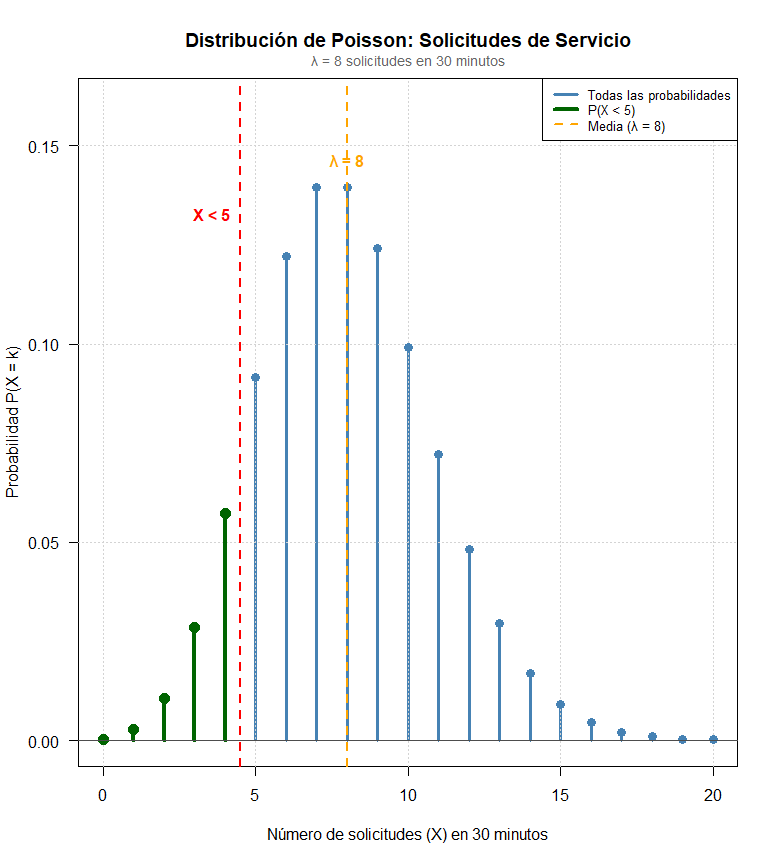 Distribución de Poisson: Solicitudes de Servicio
λ = 8 solicitudes en 30 minutos
Todas las probabilidades
P(X < 5)
Media (λ = 8)
λ = 8
X < 5
Probabilidad P(X = k)
0.15
0.10
0.05
0.00
0
5
10
15
20
Número de solicitudes (X) en 30 minutos